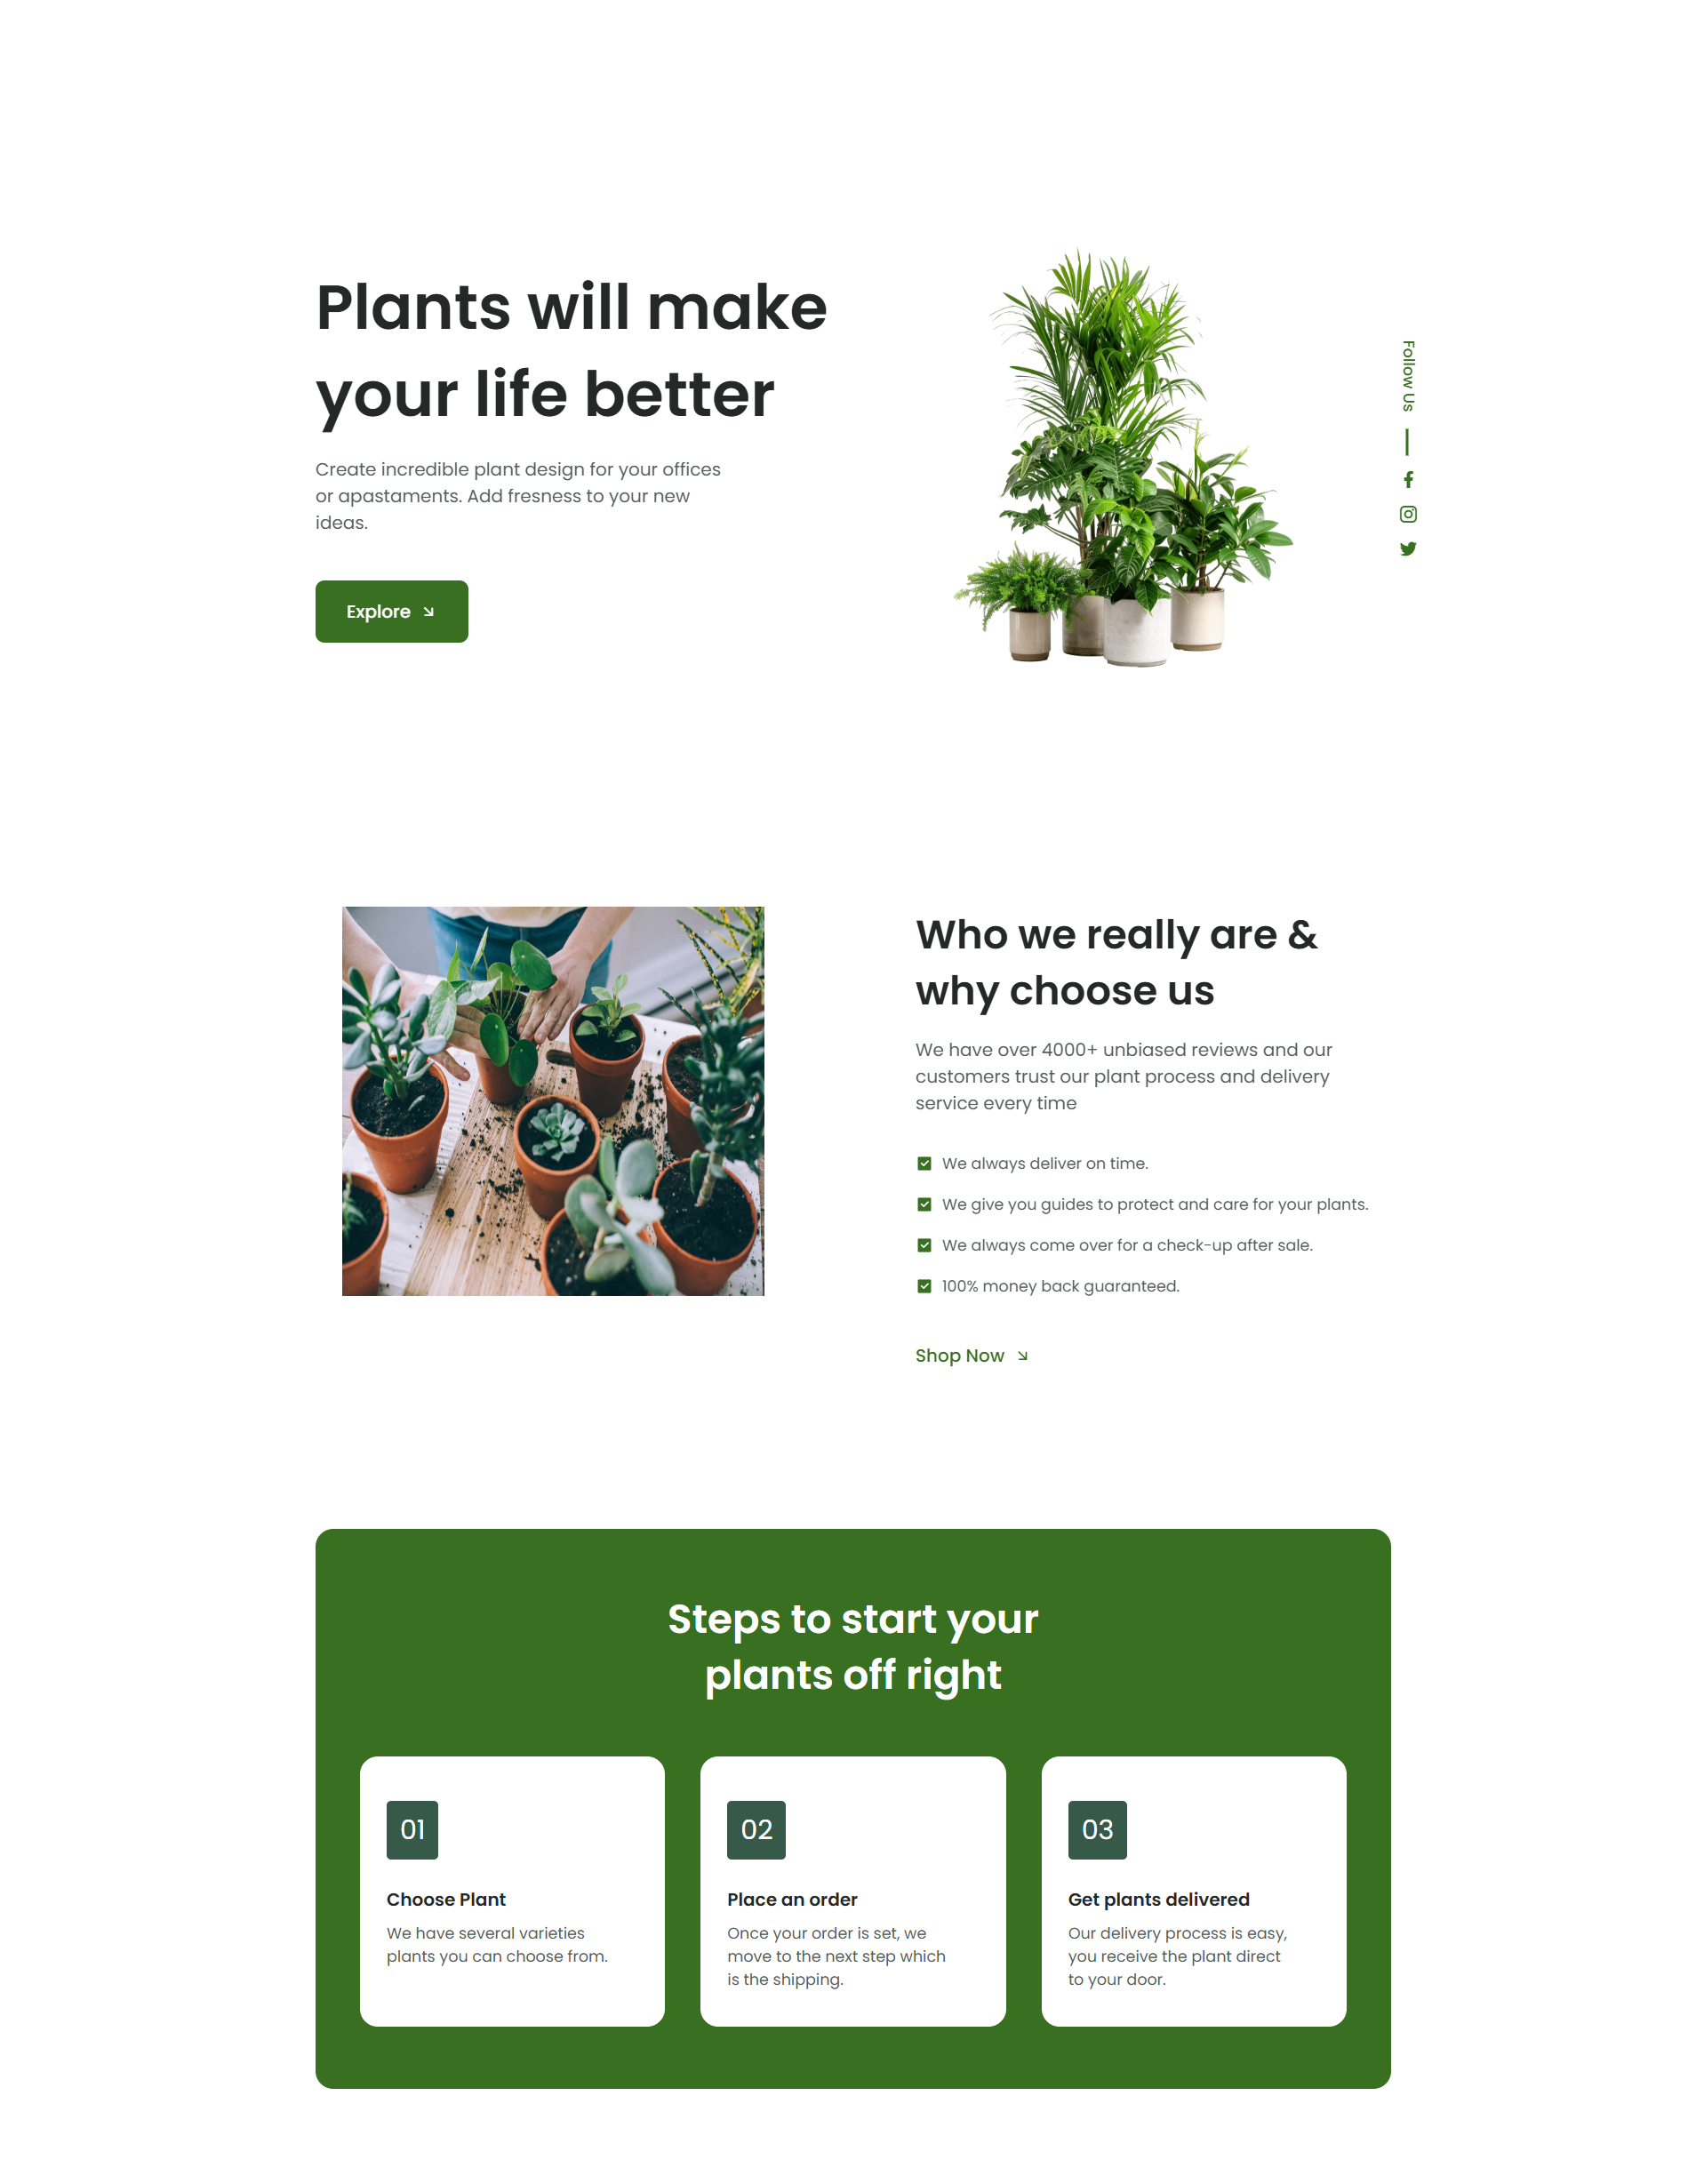 Plants will make
your life better
Create incredible plant design for your offices
or apastaments. Add fresness to your new
ideas.
Explore
Follow Us
Who we really are &
why choose us
We have over 4000+ unbiased reviews and our
customers trust our plant process and delivery
service every time
We always deliver on time.
We give you guides to protect and care for your plants.
We always come over for a check-up after sale.
100% money back guaranteed.
Shop Now
Steps to start your
plants off right
01
Choose Plant
We have several varieties
plants you can choose from.
02
Place an order
Once your order is set, we
move to the next step which
is the shipping.
03
Get plants delivered
Our delivery process is easy,
you receive the plant direct
to your door.